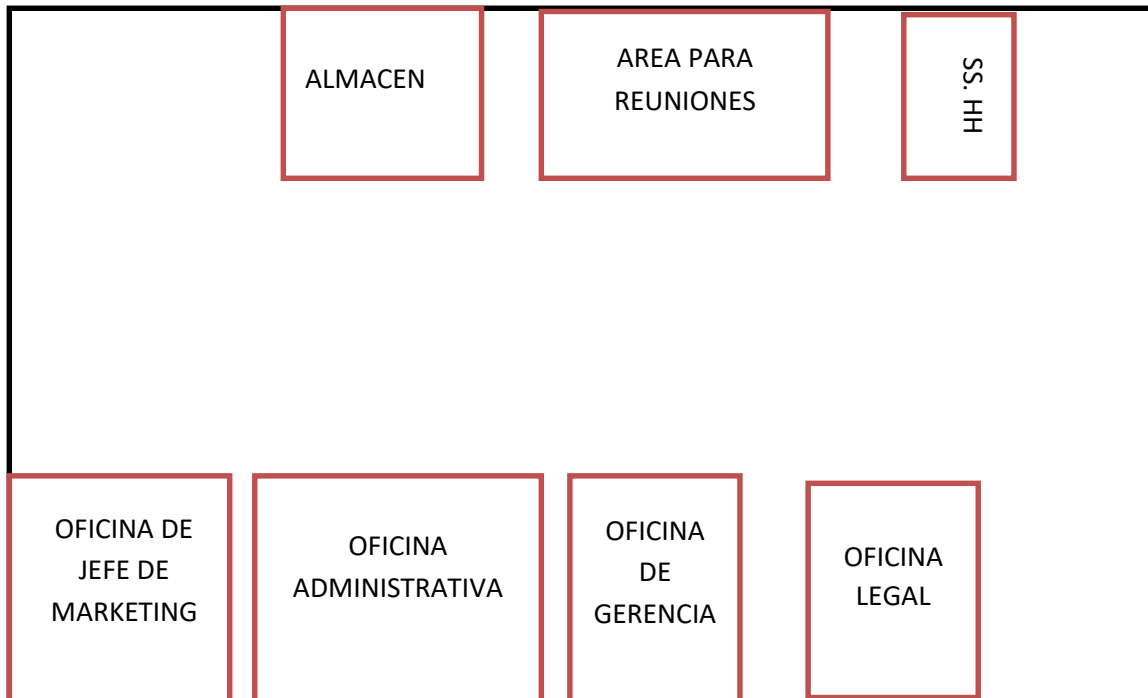 ALMACEN
AREA PARA
REUNIONES
SS. HH
OFICINA DE
JEFE DE
MARKETING
OFICINA
ADMINISTRATIVA
OFICINA
DE
GERENCIA
OFICINA
LEGAL